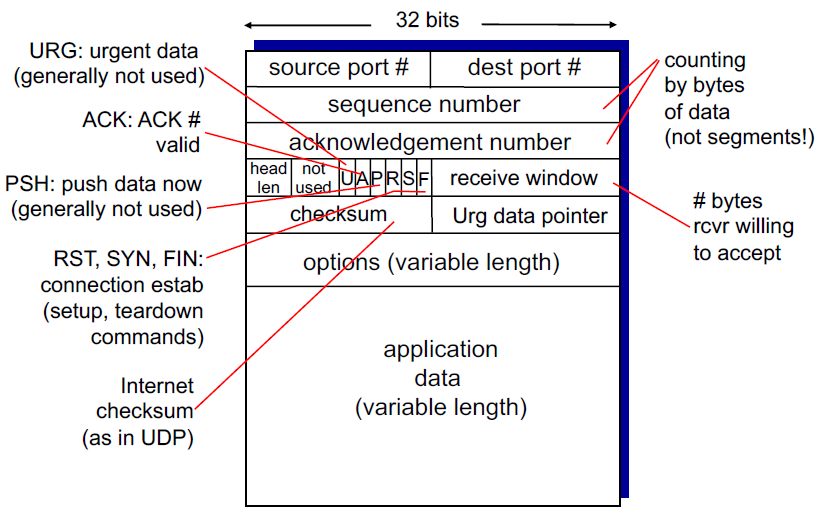 32 bits
URG: urgent data
(generally not used)
ACK: ACK #
valid
PSH: push data now
(generally not used)
RST, SYN, FIN:
connection estab
(setup, teardown
commands)
Internet
checksum
(as in UDP)
source port #
dest port #
sequence number
acknowledgement number
head
len
not
used
U A P R S F
receive window
checksum
Urg data pointer
options (variable length)
application
data
(variable length)
counting
by bytes
of data
(not segments!)
# bytes
rcvr willing
to accept